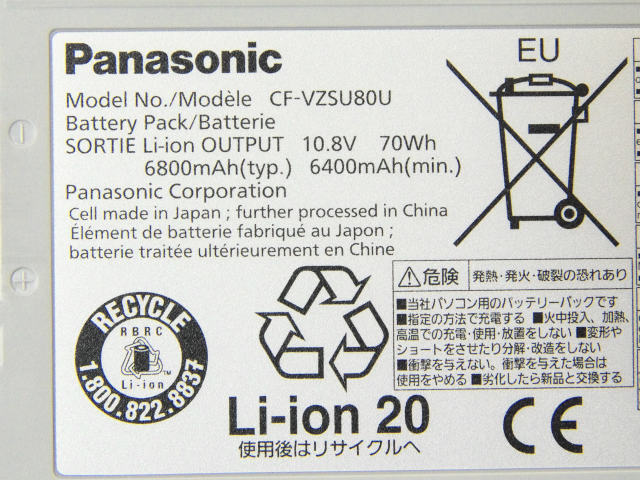 Panasonic
Model No./Modèle CF-VZSU80U
Battery Pack/Batterie
SORTIE Li-ion OUTPUT 10.8V 70Wh
6800mAh(typ.) 6400mAh(min.)
Panasonic Corporation
Cell made in Japan ; further processed in China
Élément de batterie fabriqué au Japon ;
batterie traitée ultérieurement en Chine
EU
危険 発熱・発火・破裂の恐れあり
■当社パソコン用のバッテリーパックです
■指定の方法で充電する ■火中投入、加熱、
高温での充電・使用・放置をしない ■変形や
ショートをさせたり分解・改造をしない
■衝撃を与えない。衝撃を与えた場合は
使用をやめる ■劣化したら新品と交換する
RECYCLE
RBRC
Li-ion
TM
1.800.822.8837
Li-ion 20
使用後はリサイクルへ
CE